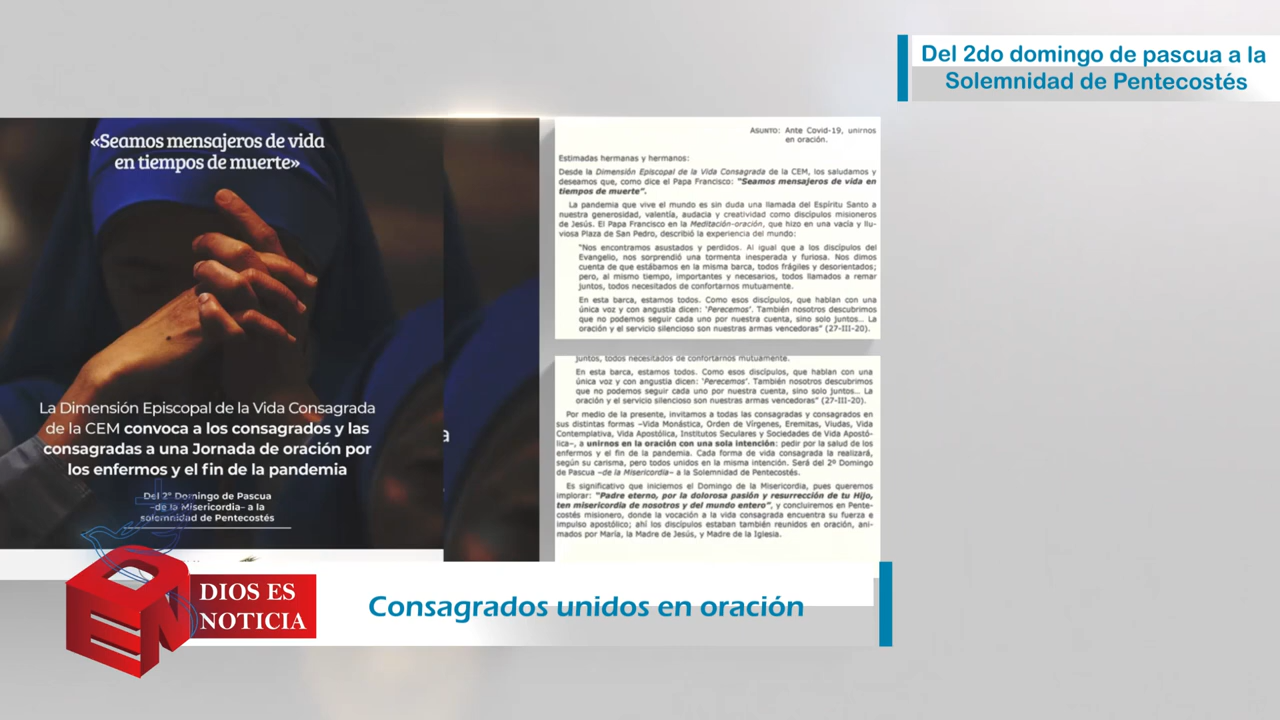 Del 2do domingo de pascua a la
Solemnidad de Pentecostés
«Seamos mensajeros de vida
en tiempos de muerte»
La Dimensión Episcopal de la Vida Consagrada
de la CEM convoca a los consagrados y las
consagradas a una Jornada de oración por
los enfermos y el fin de la pandemia
Del 2° Domingo de Pascua
–de la Misericordia– a la
solemnidad de Pentecostés
a
ASUNTO: Ante Covid-19, unirnos
en oración.
Estimadas hermanas y hermanos:
Desde la Dimensión Episcopal de la Vida Consagrada de la CEM, los saludamos y
deseamos que, como dice el Papa Francisco: "Seamos mensajeros de vida en
tiempos de muerte".
La pandemia que vive el mundo es sin duda una llamada del Espíritu Santo a
nuestra generosidad, valentía, audacia y creatividad como discípulos misioneros
de Jesús. El Papa Francisco en la Meditación-oración, que hizo en una vacía y llu-
viosa Plaza de San Pedro, describió la experiencia del mundo:
"Nos encontramos asustados y perdidos. Al igual que a los discípulos del
Evangelio, nos sorprendió una tormenta inesperada y furiosa. Nos dimos
cuenta de que estábamos en la misma barca, todos frágiles y desorientados;
pero, al mismo tiempo, importantes y necesarios, todos llamados a remar
juntos, todos necesitados de confortarnos mutuamente.
En esta barca, estamos todos. Como esos discípulos, que hablan con una
única voz y con angustia dicen: 'Perecemos'. También nosotros descubrimos
que no podemos seguir cada uno por nuestra cuenta, sino solo juntos... La
oración y el servicio silencioso son nuestras armas vencedoras" (27-III-20).
juntos, todos necesitados de confortarnos mutuamente.
En esta barca, estamos todos. Como esos discípulos, que hablan con una
única voz y con angustia dicen: 'Perecemos'. También nosotros descubrimos
que no podemos seguir cada uno por nuestra cuenta, sino solo juntos... La
oración y el servicio silencioso son nuestras armas vencedoras" (27-III-20).
Por medio de la presente, invitamos a todas las consagradas y consagrados en
sus distintas formas –Vida Monástica, Orden de Vírgenes, Eremitas, Viudas, Vida
Contemplativa, Vida Apostólica, Institutos Seculares y Sociedades de Vida Apostó-
lica–, a unirnos en la oración con una sola intención: pedir por la salud de los
enfermos y el fin de la pandemia. Cada forma de vida consagrada la realizará,
según su carisma, pero todos unidos en la misma intención. Será del 2º Domingo
de Pascua –de la Misericordia– a la Solemnidad de Pentecostés.
Es significativo que iniciemos el Domingo de la Misericordia, pues queremos
implorar: "Padre eterno, por la dolorosa pasión y resurrección de tu Hijo,
ten misericordia de nosotros y del mundo entero", y concluiremos en Pente-
costés misionero, donde la vocación a la vida consagrada encuentra su fuerza e
impulso apostólico; ahí los discípulos estaban también reunidos en oración, ani-
mados por María, la Madre de Jesús, y Madre de la Iglesia.
DEN
DIOS ES
NOTICIA
Consagrados unidos en oración